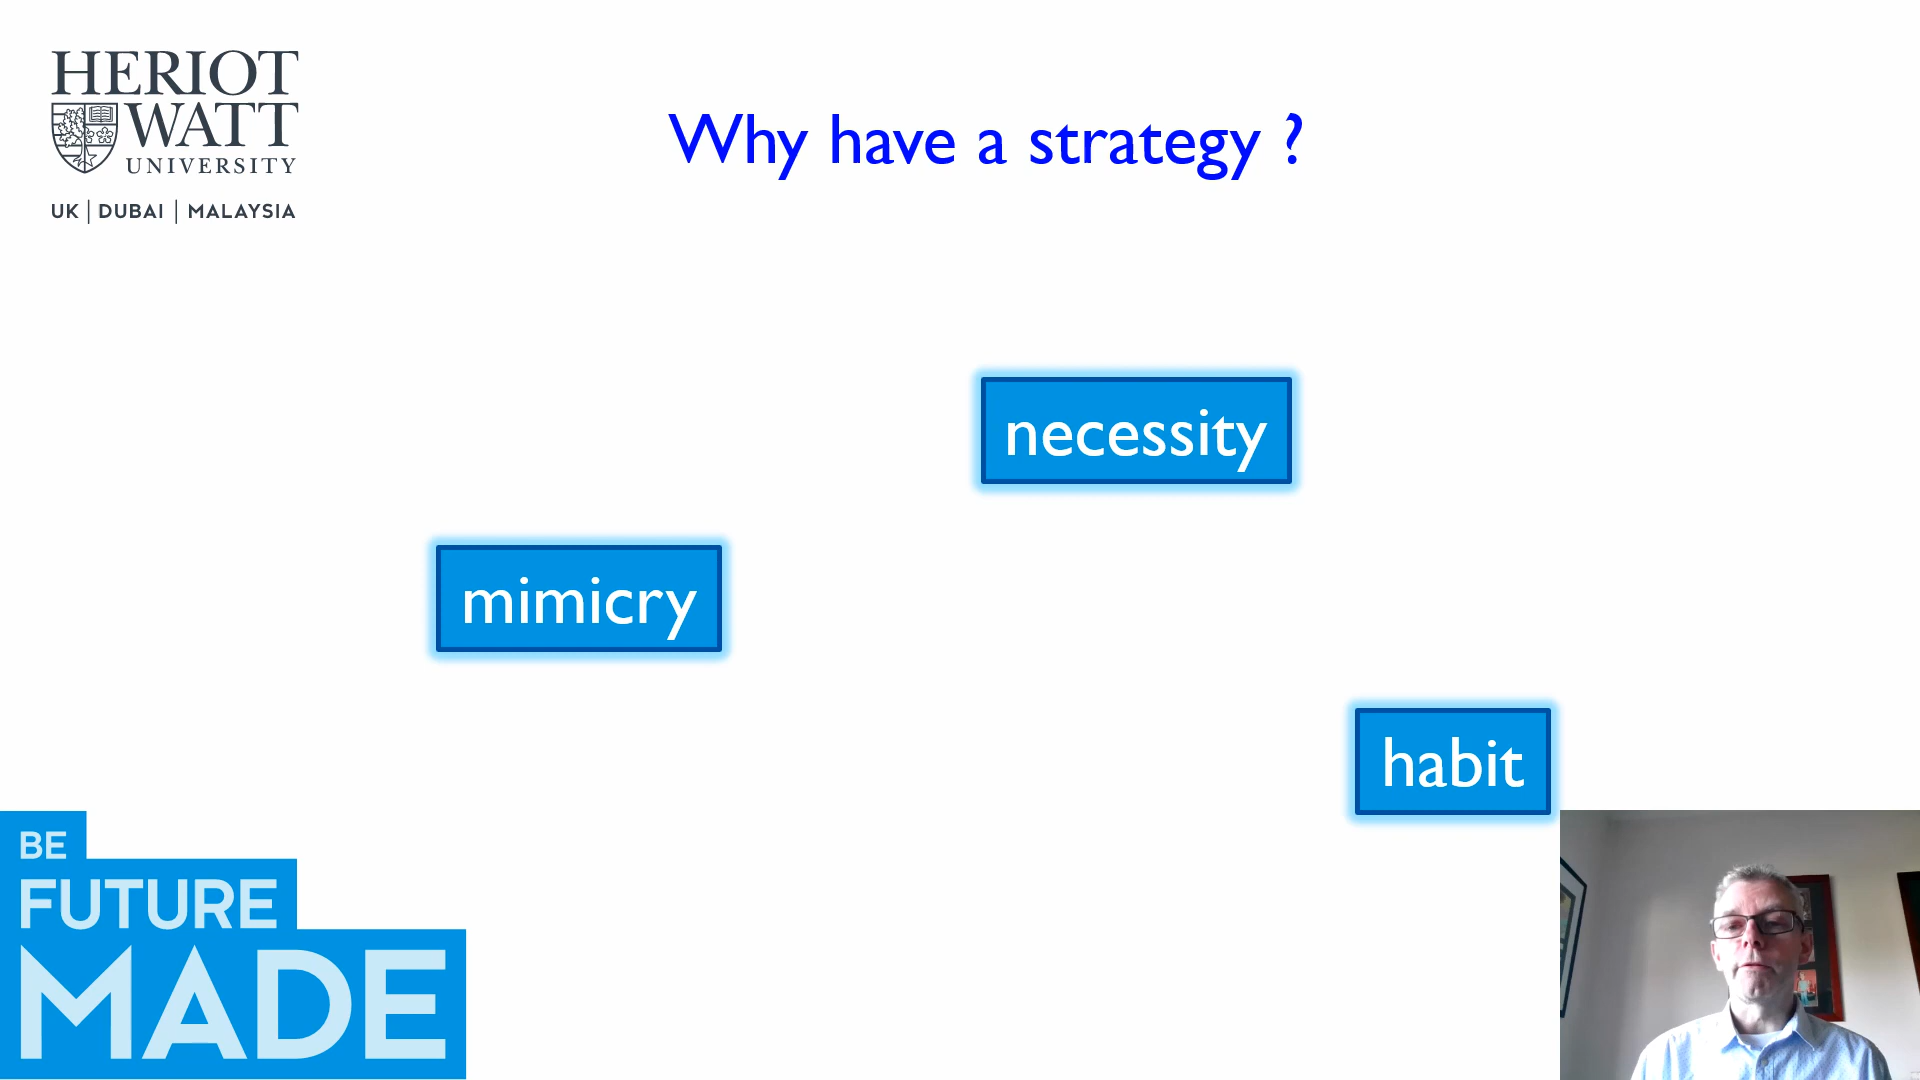 HERIOT
WATT
UNIVERSITY
UK | DUBAI | MALAYSIA
Why have a strategy ?
necessity
mimicry
habit
BE
FUTURE
MADE